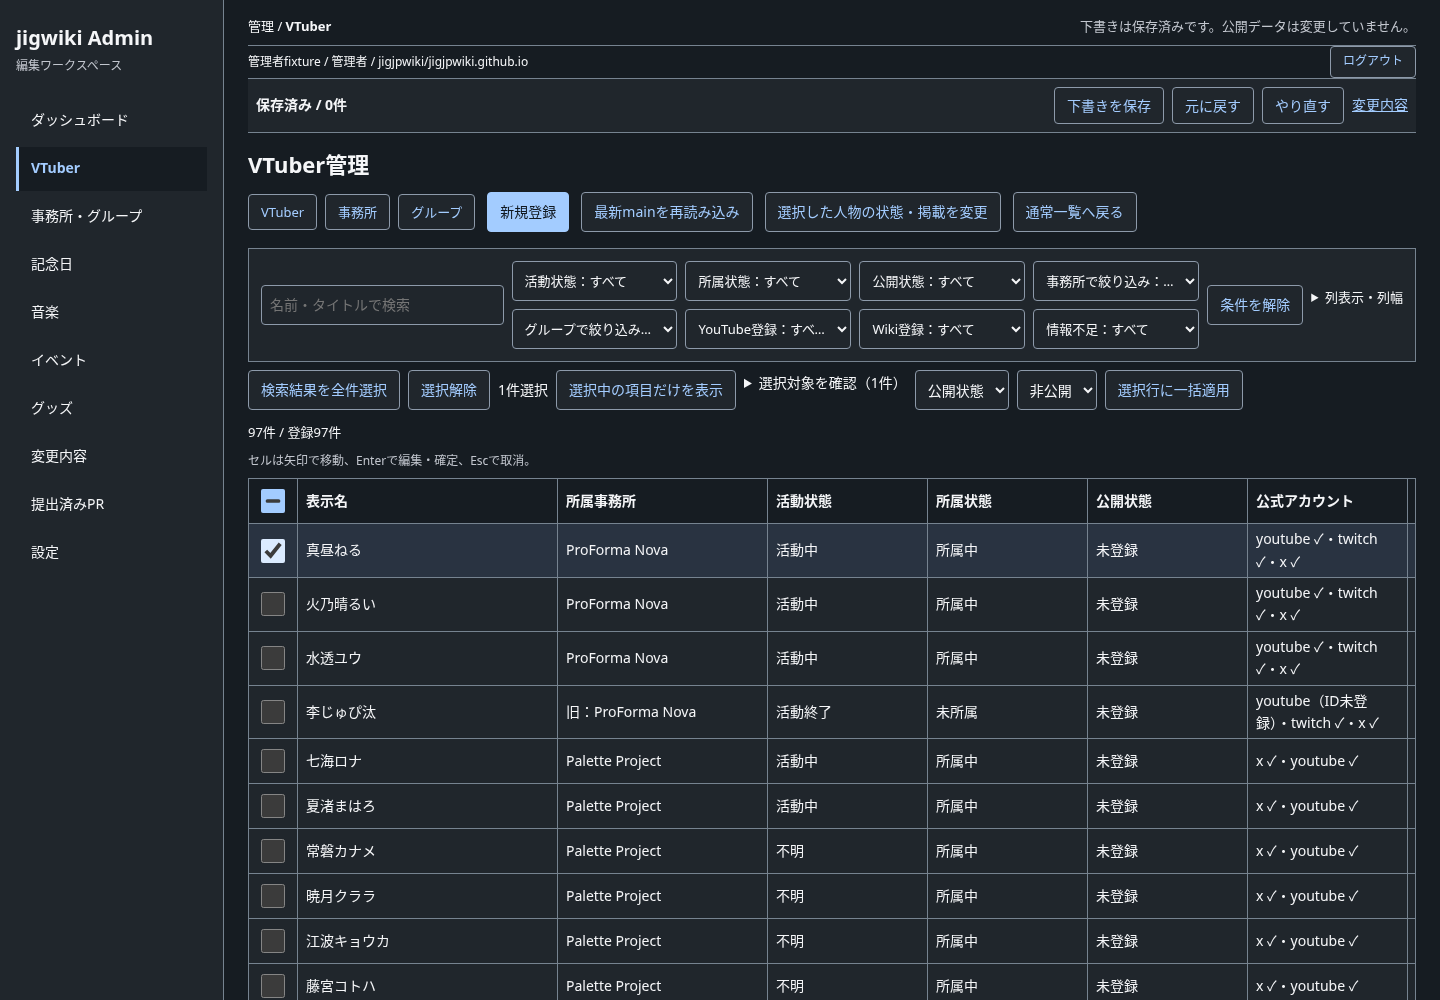 jigwiki Admin
編集ワークスペース
ダッシュボード
VTuber
事務所・グループ
記念日
音楽
イベント
グッズ
変更内容
提出済みPR
設定
管理 / VTuber
下書きは保存済みです。公開データは変更していません。
管理者fixture / 管理者 / jigjpwiki/jigjpwiki.github.io
ログアウト
保存済み / 0件
下書きを保存
元に戻す
やり直す
変更内容
VTuber管理
VTuber
事務所
グループ
新規登録
最新mainを再読み込み
選択した人物の状態・掲載を変更
通常一覧へ戻る
名前・タイトルで検索
活動状態：すべて
所属状態：すべて
公開状態：すべて
事務所で絞り込み：...
グループで絞り込み...
YouTube登録：すべ...
Wiki登録：すべて
情報不足：すべて
条件を解除
▶ 列表示・列幅
検索結果を全件選択
選択解除
1件選択
選択中の項目だけを表示
▶ 選択対象を確認（1件）
公開状態
非公開
選択行に一括適用
97件 / 登録97件
セルは矢印で移動、Enterで編集・確定、Escで取消。
表示名 所属事務所 活動状態 所属状態 公開状態 公式アカウント
真昼ねる ProForma Nova 活動中 所属中 未登録 youtube ✓・twitch
✓・x ✓
火乃晴るい ProForma Nova 活動中 所属中 未登録 youtube ✓・twitch
✓・x ✓
水透ユウ ProForma Nova 活動中 所属中 未登録 youtube ✓・twitch
✓・x ✓
李じゅぴ汰 旧：ProForma Nova 活動終了 未所属 未登録 youtube（ID未登
録）・twitch ✓・x ✓
七海ロナ Palette Project 活動中 所属中 未登録 x ✓・youtube ✓
夏渚まはろ Palette Project 活動中 所属中 未登録 x ✓・youtube ✓
常磐カナメ Palette Project 不明 所属中 未登録 x ✓・youtube ✓
暁月クララ Palette Project 不明 所属中 未登録 x ✓・youtube ✓
江波キョウカ Palette Project 不明 所属中 未登録 x ✓・youtube ✓
藤宮コトハ Palette Project 不明 所属中 未登録 x ✓・youtube ✓